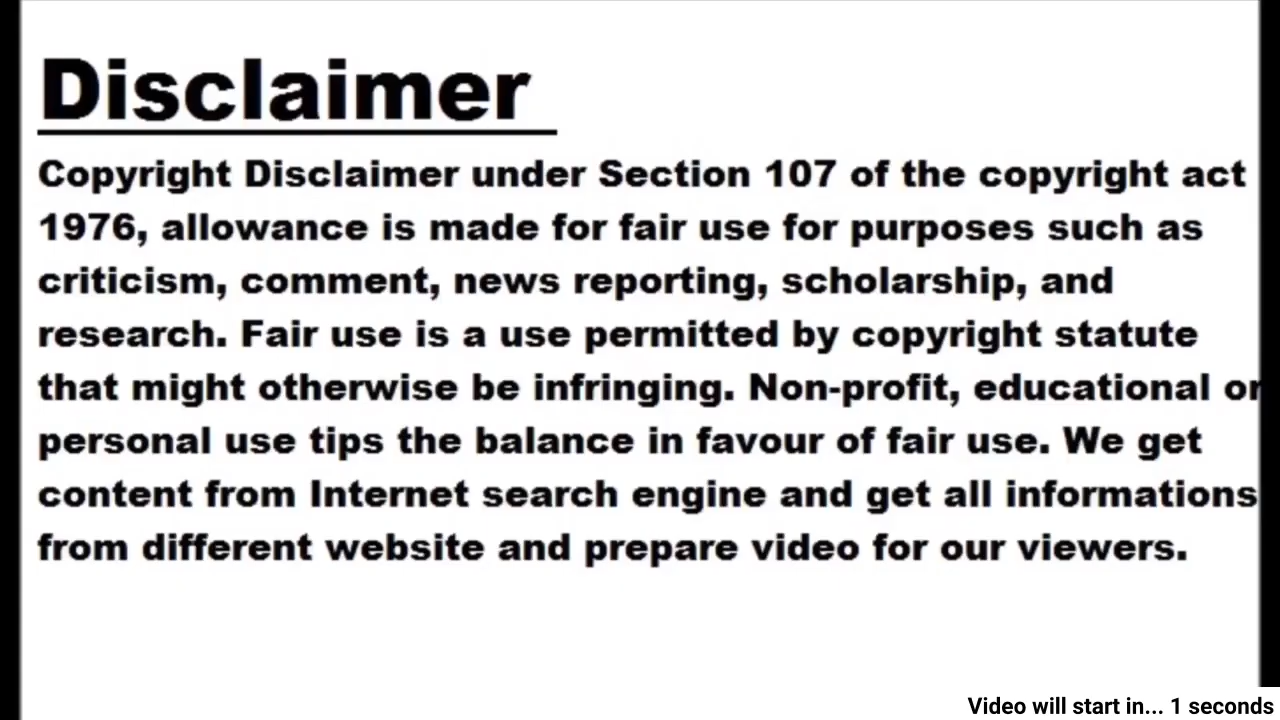 Disclaimer
Copyright Disclaimer under Section 107 of the copyright act
1976, allowance is made for fair use for purposes such as
criticism, comment, news reporting, scholarship, and
research. Fair use is a use permitted by copyright statute
that might otherwise be infringing. Non-profit, educational or
personal use tips the balance in favour of fair use. We get
content from Internet search engine and get all informations
from different website and prepare video for our viewers.
Video will start in... 1 seconds